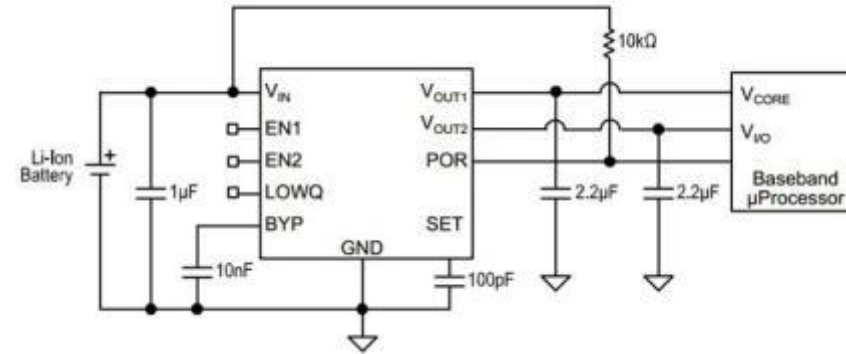 10kΩ
VIN
VOUT1
VCORE
EN1
VOUT2
VI/O
Li-Ion
Battery
+
EN2
POR
1µF
LOWQ
2.2µF
2.2µF
Baseband
µProcessor
BYP
SET
GND
10nF
100pF